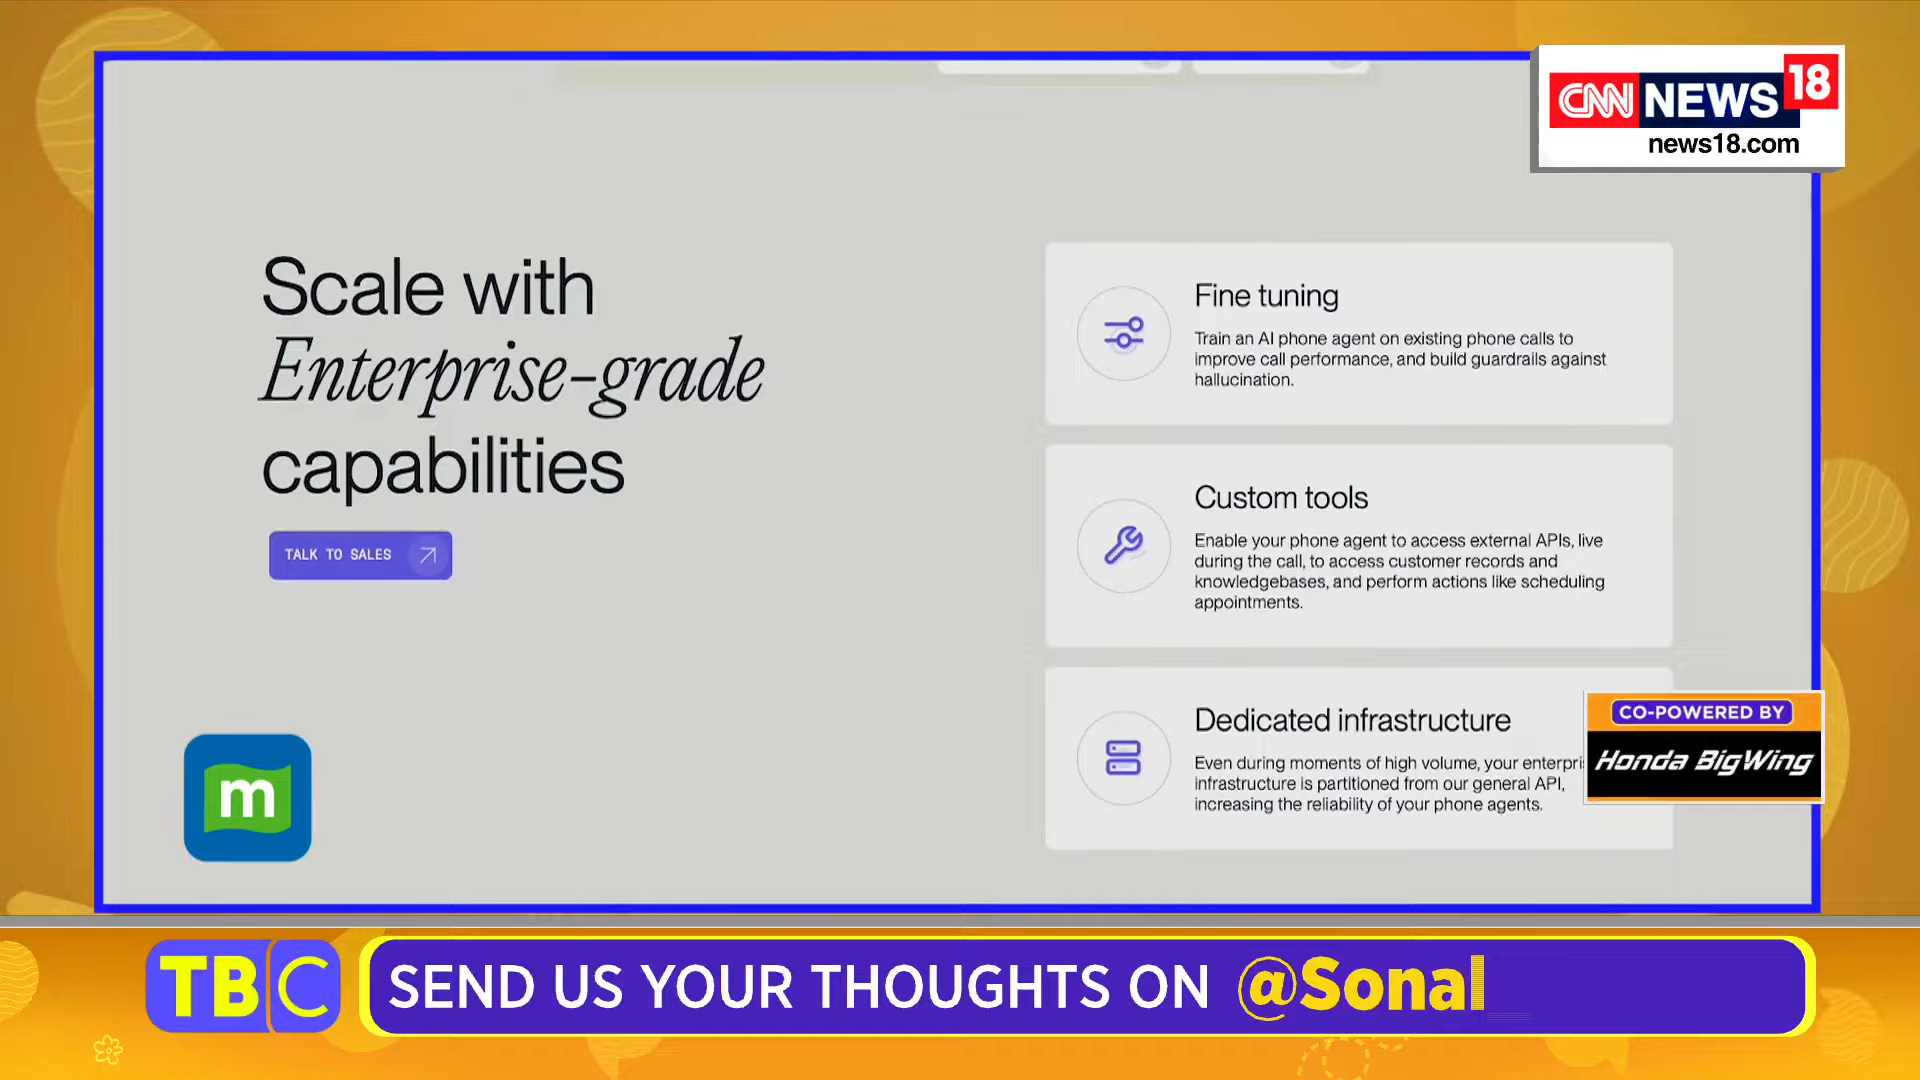 CNN NEWS 18
news18.com
Scale with
Enterprise-grade
capabilities
TALK TO SALES
Fine tuning
Train an AI phone agent on existing phone calls to
improve call performance, and build guardrails against
hallucination.
Custom tools
Enable your phone agent to access external APIs, live
during the call, to access customer records and
knowledgebases, and perform actions like scheduling
appointments.
Dedicated infrastructure
Even during moments of high volume, your enterpri
infrastructure is partitioned from our general API,
increasing the reliability of your phone agents.
CO-POWERED BY
Honda BigWing
m
TBC
SEND US YOUR THOUGHTS ON @Sonal